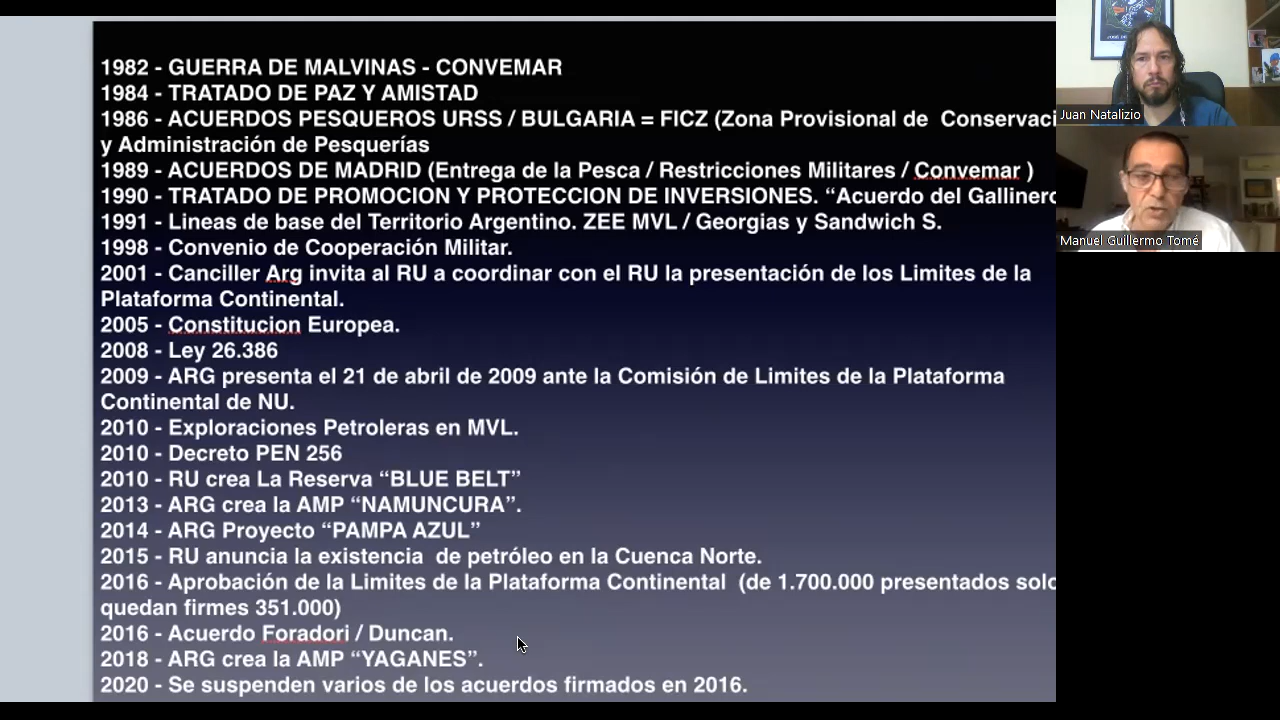 1982 - GUERRA DE MALVINAS - CONVEMAR
1984 - TRATADO DE PAZ Y AMISTAD
1986 - ACUERDOS PESQUEROS URSS / BULGARIA = FICZ (Zona Provisional de Conservaci
y Administración de Pesquerías
1989 - ACUERDOS DE MADRID (Entrega de la Pesca / Restricciones Militares / Convemar )
1990 - TRATADO DE PROMOCION Y PROTECCION DE INVERSIONES. “Acuerdo del Gallinero
1991 - Lineas de base del Territorio Argentino. ZEE MVL / Georgias y Sandwich S.
1998 - Convenio de Cooperación Militar.
2001 - Canciller Arg invita al RU a coordinar con el RU la presentación de los Limites de la
Plataforma Continental.
2005 - Constitucion Europea.
2008 - Ley 26.386
2009 - ARG presenta el 21 de abril de 2009 ante la Comisión de Limites de la Plataforma
Continental de NU.
2010 - Exploraciones Petroleras en MVL.
2010 - Decreto PEN 256
2010 - RU crea La Reserva “BLUE BELT”
2013 - ARG crea la AMP “NAMUNCURA”.
2014 - ARG Proyecto “PAMPA AZUL”
2015 - RU anuncia la existencia de petróleo en la Cuenca Norte.
2016 - Aprobación de la Limites de la Plataforma Continental (de 1.700.000 presentados solo
quedan firmes 351.000)
2016 - Acuerdo Foradori / Duncan.
2018 - ARG crea la AMP “YAGANES”.
2020 - Se suspenden varios de los acuerdos firmados en 2016.
Juan Natalizio
Manuel Guillermo Tomé